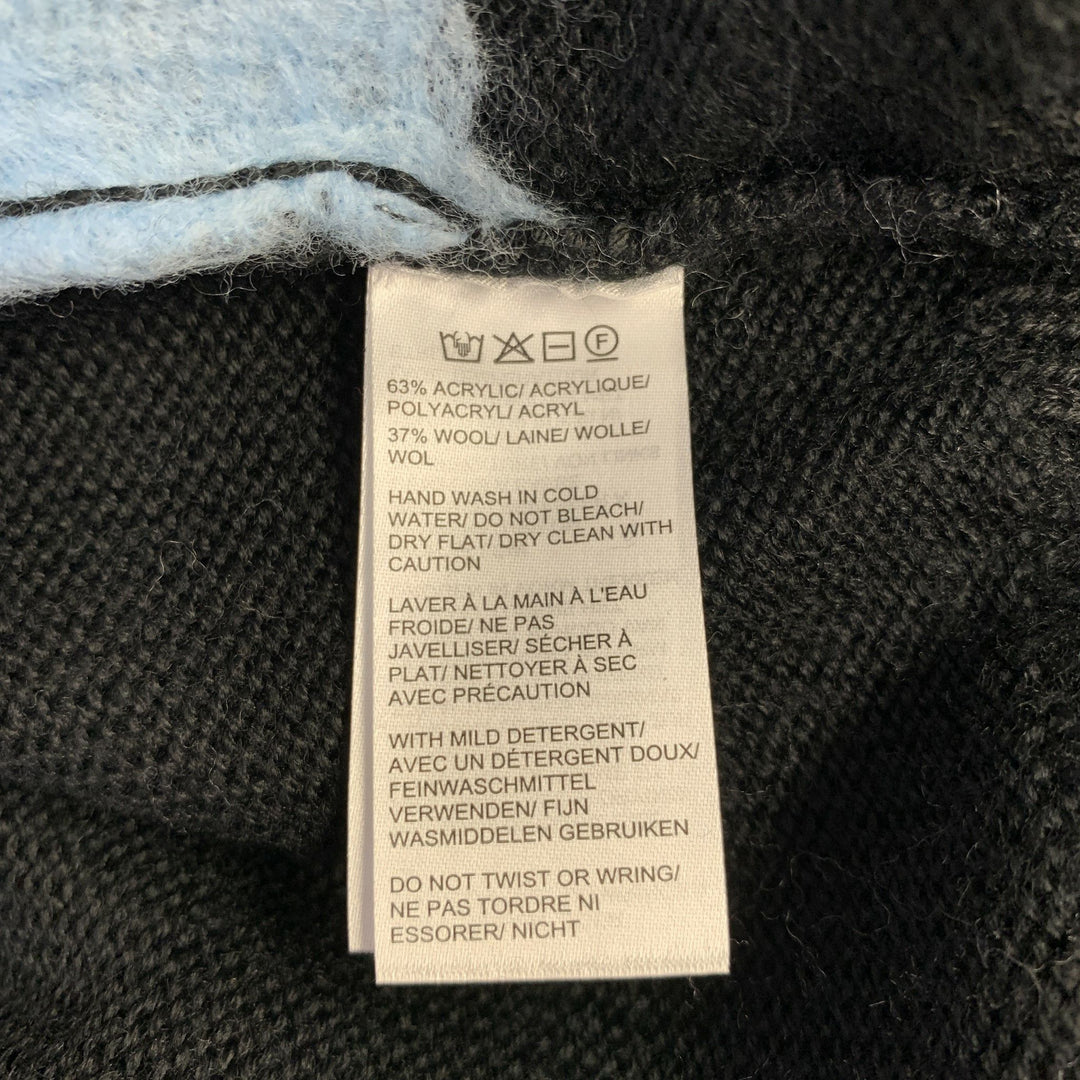 F
63% ACRYLIC/ ACRYLIQUE/
POLYACRYL/ ACRYL
37% WOOL/ LAINE/ WOLLE/
WOL
HAND WASH IN COLD
WATER/ DO NOT BLEACH/
DRY FLAT/ DRY CLEAN WITH
CAUTION
LAVER À LA MAIN À L'EAU
FROIDE/ NE PAS
JAVELLISER/ SÉCHER À
PLAT/ NETTOYER À SEC
AVEC PRÉCAUTION
WITH MILD DETERGENT/
AVEC UN DÉTERGENT DOUX/
FEINWASCHMITTEL
VERWENDEN/ FIJN
WASMIDDELEN GEBRUIKEN
DO NOT TWIST OR WRING/
NE PAS TORDRE NI
ESSORER/ NICHT